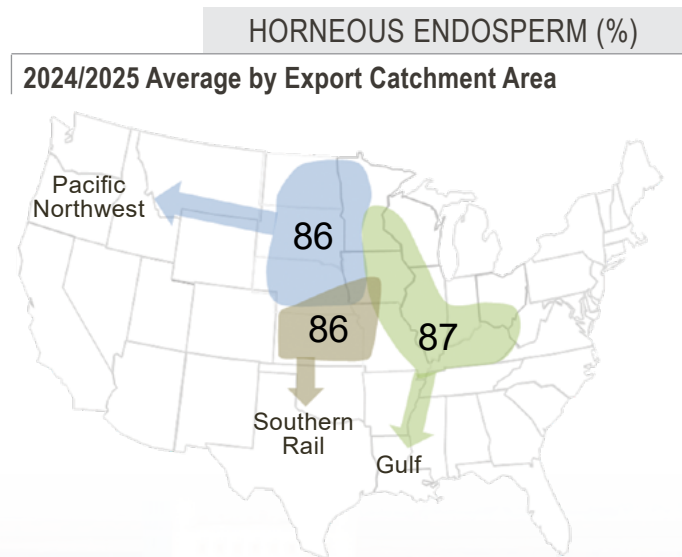 HORNEOUS ENDOSPERM (%)
2024/2025 Average by Export Catchment Area
Pacific
Northwest
86
86
87
Southern
Rail
Gulf